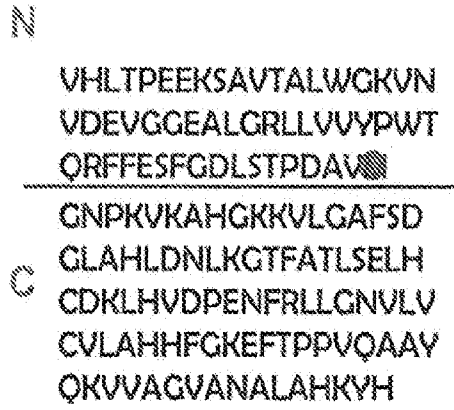 N
VHLTPEEKSAVTALWGKVN
VDEVGGEALGRLLVVYPWT
QRFFESFGDLSTPDAV
GNPKVKAHGKKVLGAFSD
GLAHLDNLKGTFATLSELH
C
CDKLHVDPENFRLLGNVLV
CVLAHHFGKEFTPPVQAAY
QKVVAGVANALAHKYH